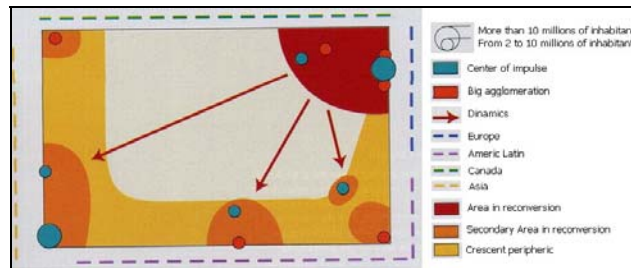 More than 10 millions of inhabitan
From 2 to 10 millions of inhabitan
Center of impulse
Big agglomeration
Dinamics
Europe
Americ Latin
Canada
Asia
Area in reconversion
Secondary Area in reconversion
Crescent peripheric